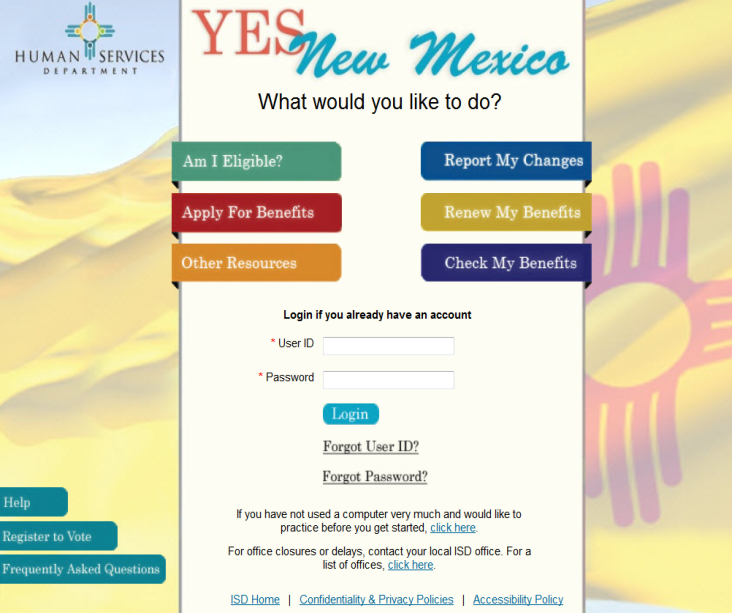 HUMAN SERVICES
DEPARTMENT
YES
New Mexico
What would you like to do?
Am I Eligible?
Report My Changes
Apply For Benefits
Renew My Benefits
Other Resources
Check My Benefits
Login if you already have an account
* User ID
* Password
Login
Forgot User ID?
Forgot Password?
Help
Register to Vote
Frequently Asked Questions
If you have not used a computer very much and would like to
practice before you get started, click here.
For office closures or delays, contact your local ISD office. For a
list of offices, click here.
ISD Home | Confidentiality & Privacy Policies | Accessibility Policy